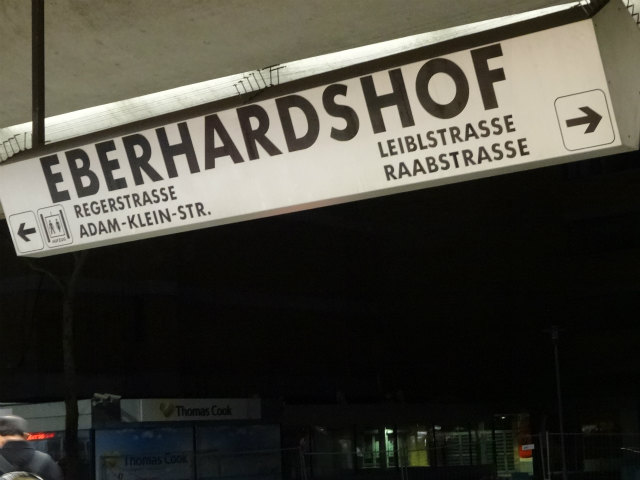 EBERHARDSHOF
REGERSTRASSE
ADAM-KLEIN-STR.
LEIBLSTRASSE
RAABSTRASSE
Thomas Cook
Thomas Cook